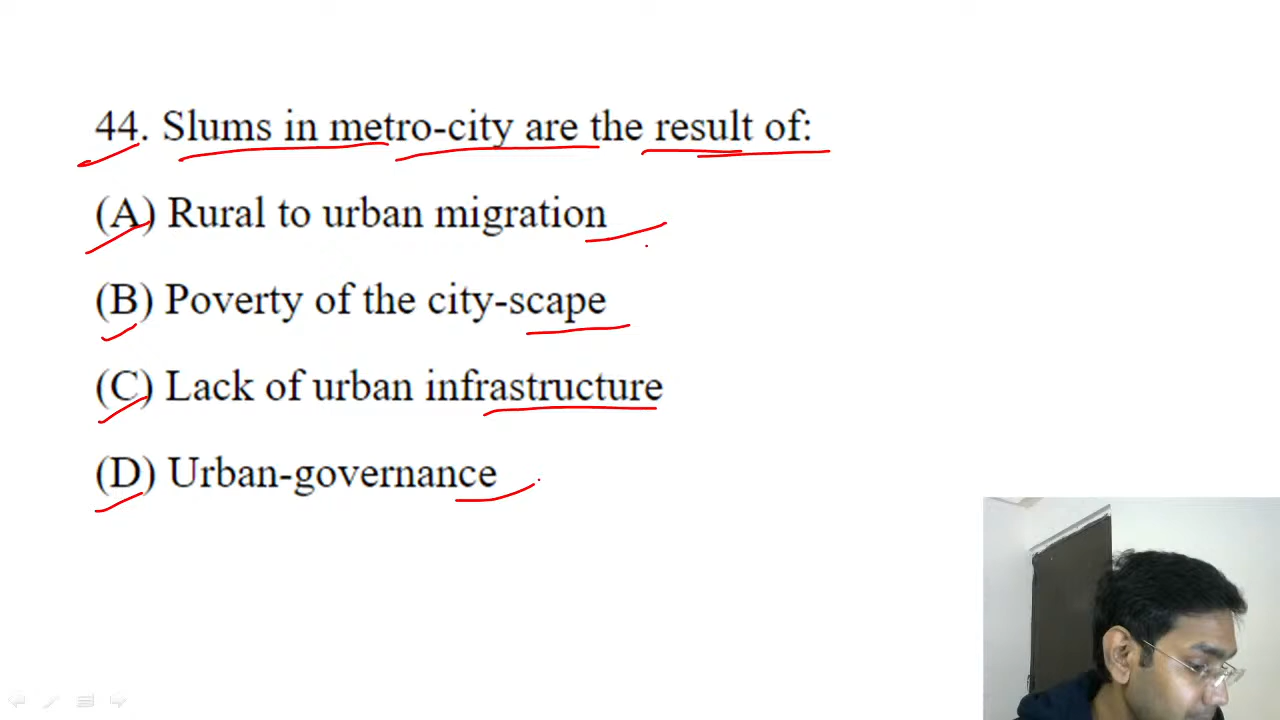 44. Slums in metro-city are the result of:
(A) Rural to urban migration
(B) Poverty of the city-scape
(C) Lack of urban infrastructure
(D) Urban-governance